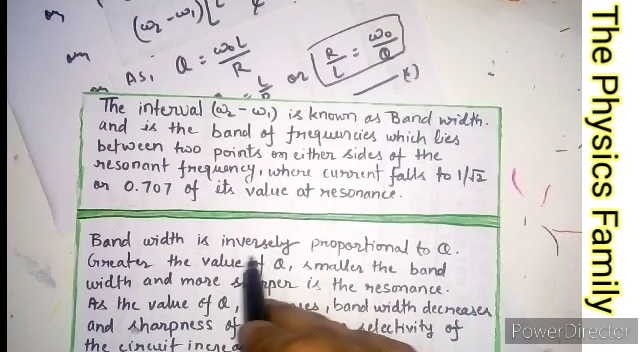 (ω₂ - ω₁)
AS, Q = ω₀L/R or R/L = ω₀/Q
The interval (ω₂ - ω₁) is known as Band width.
and is the band of frequencies which lies
between two points on either sides of the
resonant frequency, where current falls to 1/√2
or 0.707 of its value at resonance.
Band width is inversely proportional to Q.
Greater the value of Q, smaller the band
width and more is the resonance.
As the value of Q, band width decreases
and sharpness of selectivity of
the circuit
The Physics Family
PowerDirector